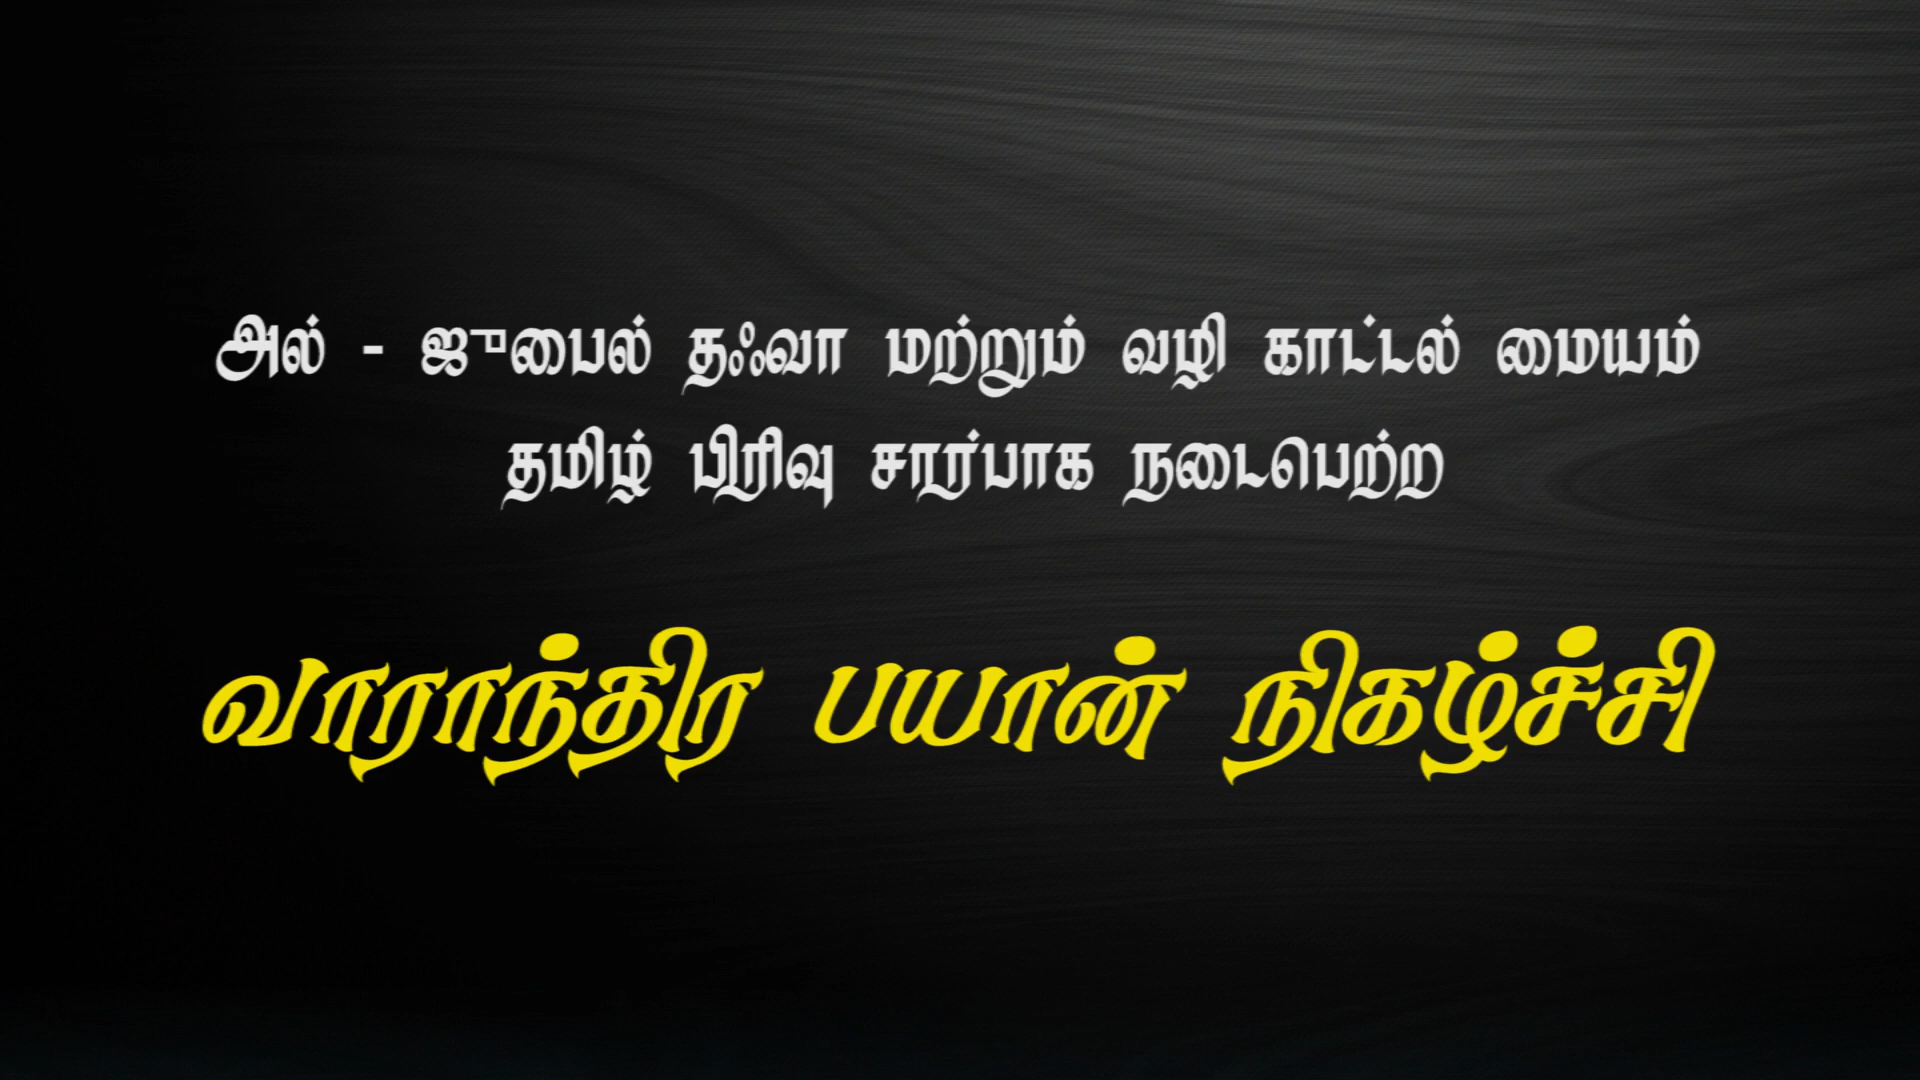 அல் - ஜுபைல் தஃவா மற்றும் வழி காட்டல் மையம்
தமிழ் பிரிவு சார்பாக நடைபெற்ற
வாராந்திர பயான் நிகழ்ச்சி